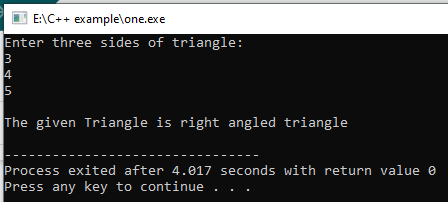 E:\C++ example\one.exe
Enter three sides of triangle:
3
4
5
The given Triangle is right angled triangle
--------------------------------
Process exited after 4.017 seconds with return value 0
Press any key to continue . . .